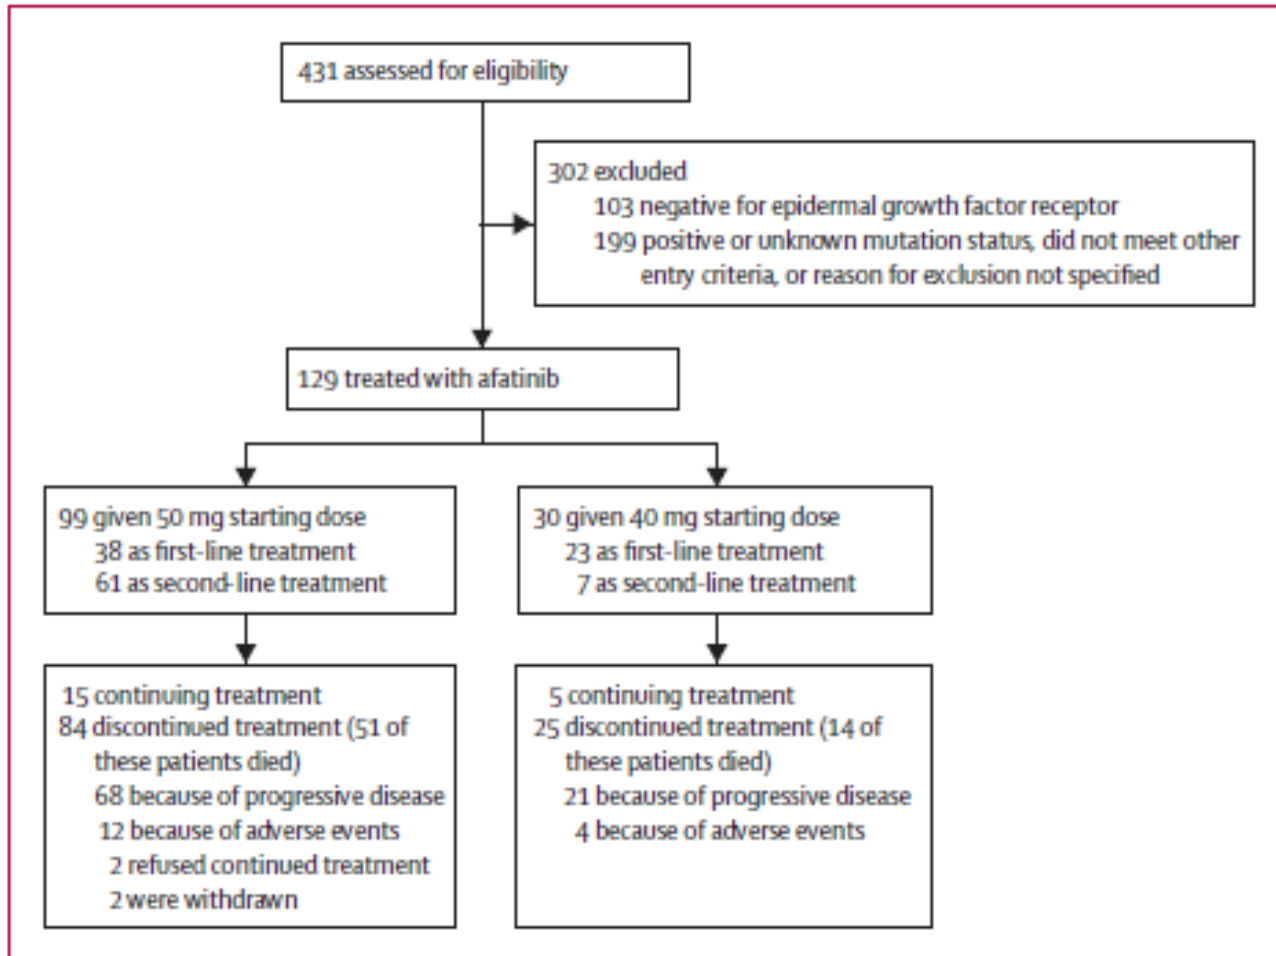 431 assessed for eligibility
302 excluded
103 negative for epidermal growth factor receptor
199 positive or unknown mutation status, did not meet other
entry criteria, or reason for exclusion not specified
129 treated with afatinib
99 given 50 mg starting dose
38 as first-line treatment
61 as second-line treatment
30 given 40 mg starting dose
23 as first-line treatment
7 as second-line treatment
15 continuing treatment
84 discontinued treatment (51 of
these patients died)
68 because of progressive disease
12 because of adverse events
2 refused continued treatment
2 were withdrawn
5 continuing treatment
25 discontinued treatment (14 of
these patients died)
21 because of progressive disease
4 because of adverse events